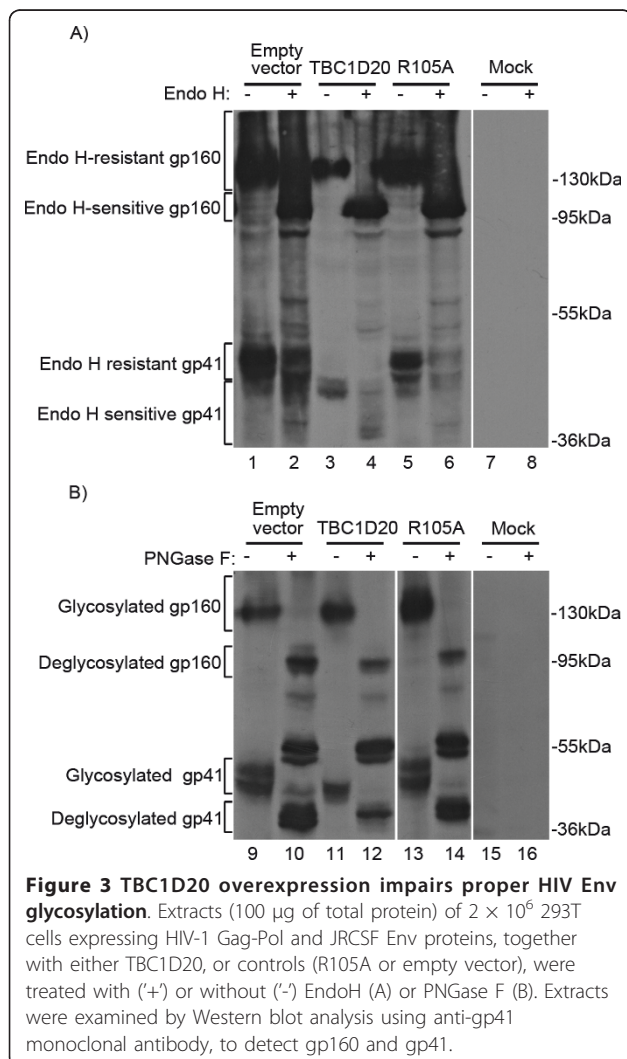 A)
Empty
vector TBC1D20 R105A Mock
Endo H: - + - + - + - +
Endo H-resistant gp160
-130kDa
Endo H-sensitive gp160
-95kDa
-55kDa
Endo H resistant gp41
Endo H sensitive gp41
-36kDa
1 2 3 4 5 6 7 8
B)
Empty
vector TBC1D20 R105A Mock
PNGase F: - + - + - + - +
Glycosylated gp160
-130kDa
Deglycosylated gp160
-95kDa
-55kDa
Glycosylated gp41
Deglycosylated gp41
-36kDa
9 10 11 12 13 14 15 16
Figure 3 TBC1D20 overexpression impairs proper HIV Env
glycosylation. Extracts (100 μg of total protein) of 2 × 10⁶ 293T
cells expressing HIV-1 Gag-Pol and JRCSF Env proteins, together
with either TBC1D20, or controls (R105A or empty vector), were
treated with ('+') or without ('-') EndoH (A) or PNGase F (B). Extracts
were examined by Western blot analysis using anti-gp41
monoclonal antibody, to detect gp160 and gp41.